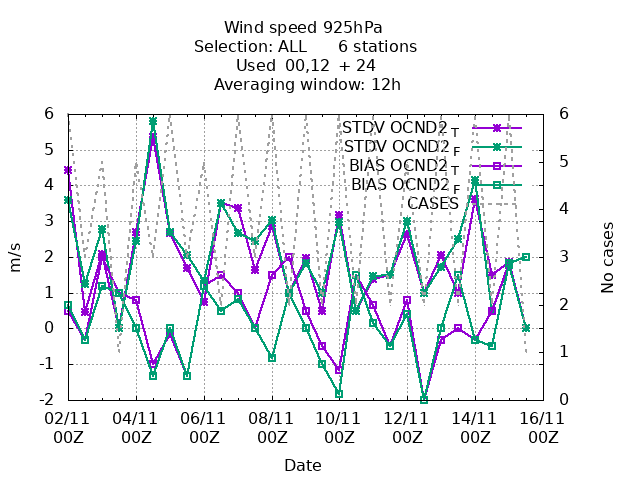 Wind speed 925hPa
Selection: ALL 6 stations
Used 00,12 + 24
Averaging window: 12h
STDV OCND2 T
STDV OCND2 F
BIAS OCND2 T
BIAS OCND2 F
CASES
6
5
4
3
2
1
0
-1
-2
m/s
6
5
4
3
2
1
0
No cases
02/11 04/11 06/11 08/11 10/11 12/11 14/11 16/11
00Z 00Z 00Z 00Z 00Z 00Z 00Z 00Z
Date